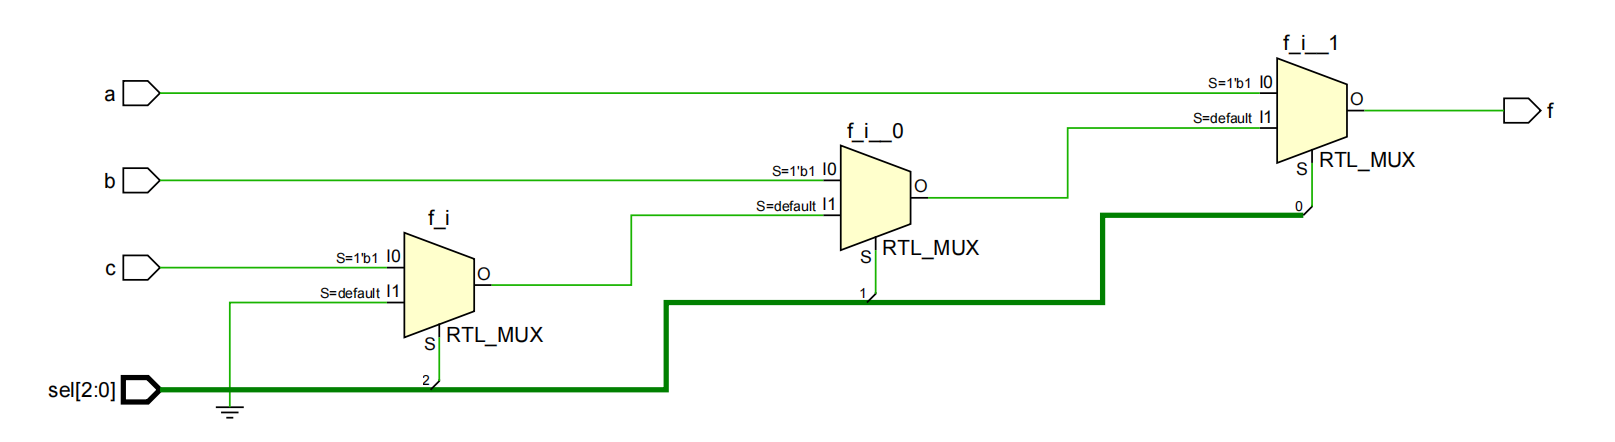 f_i__1
a
S=1'b1 I0
O
f
S=default I1
S
RTL_MUX
0
f_i__0
b
S=1'b1 I0
O
S=default I1
S
RTL_MUX
1
f_i
c
S=1'b1 I0
O
S=default I1
S
RTL_MUX
2
sel[2:0]